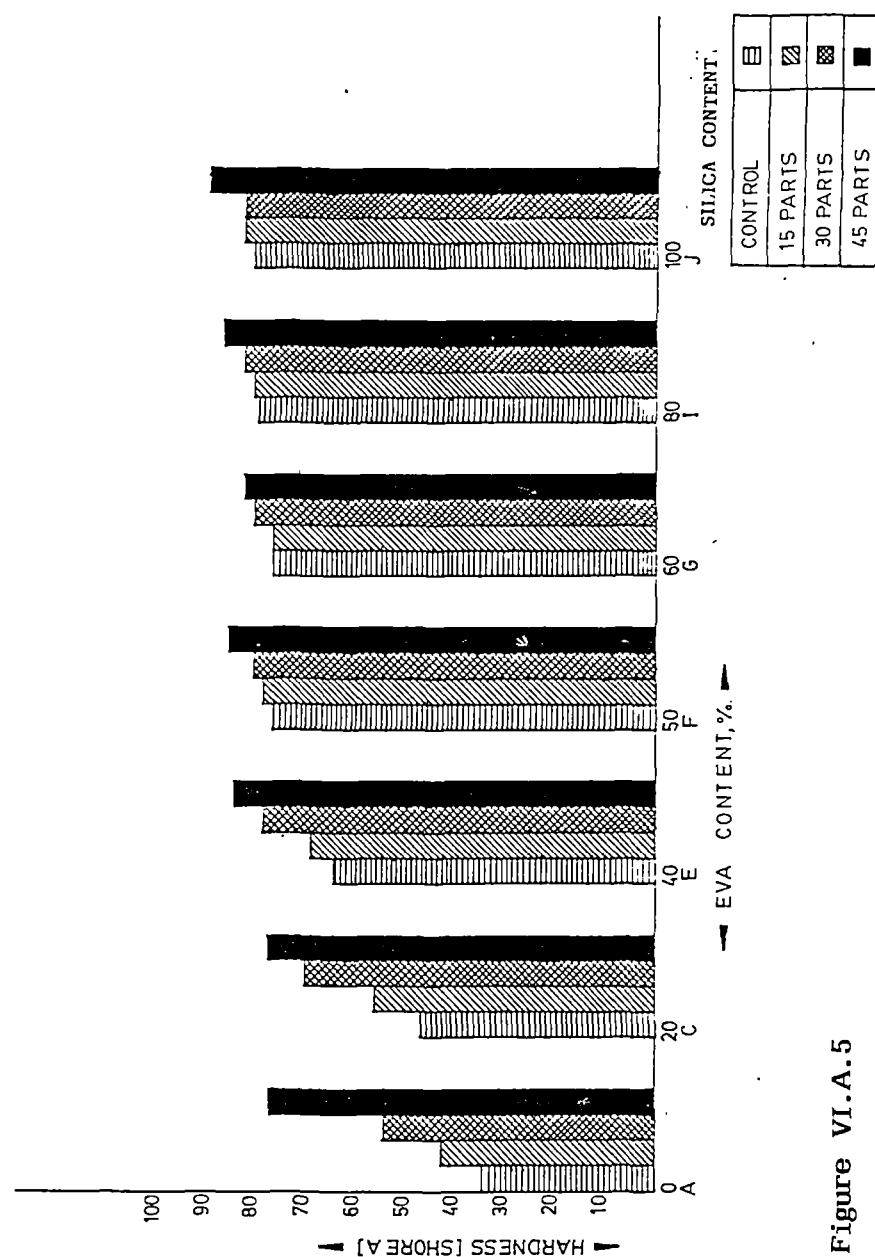 100
90
80
70
60
50
40
30
20
10
HARDNESS [SHORE A]
0 20 40 50 60 80 100
A C E F G I J
EVA CONTENT, %.
SILICA CONTENT.
CONTROL
15 PARTS
30 PARTS
45 PARTS
Figure VI.A.5